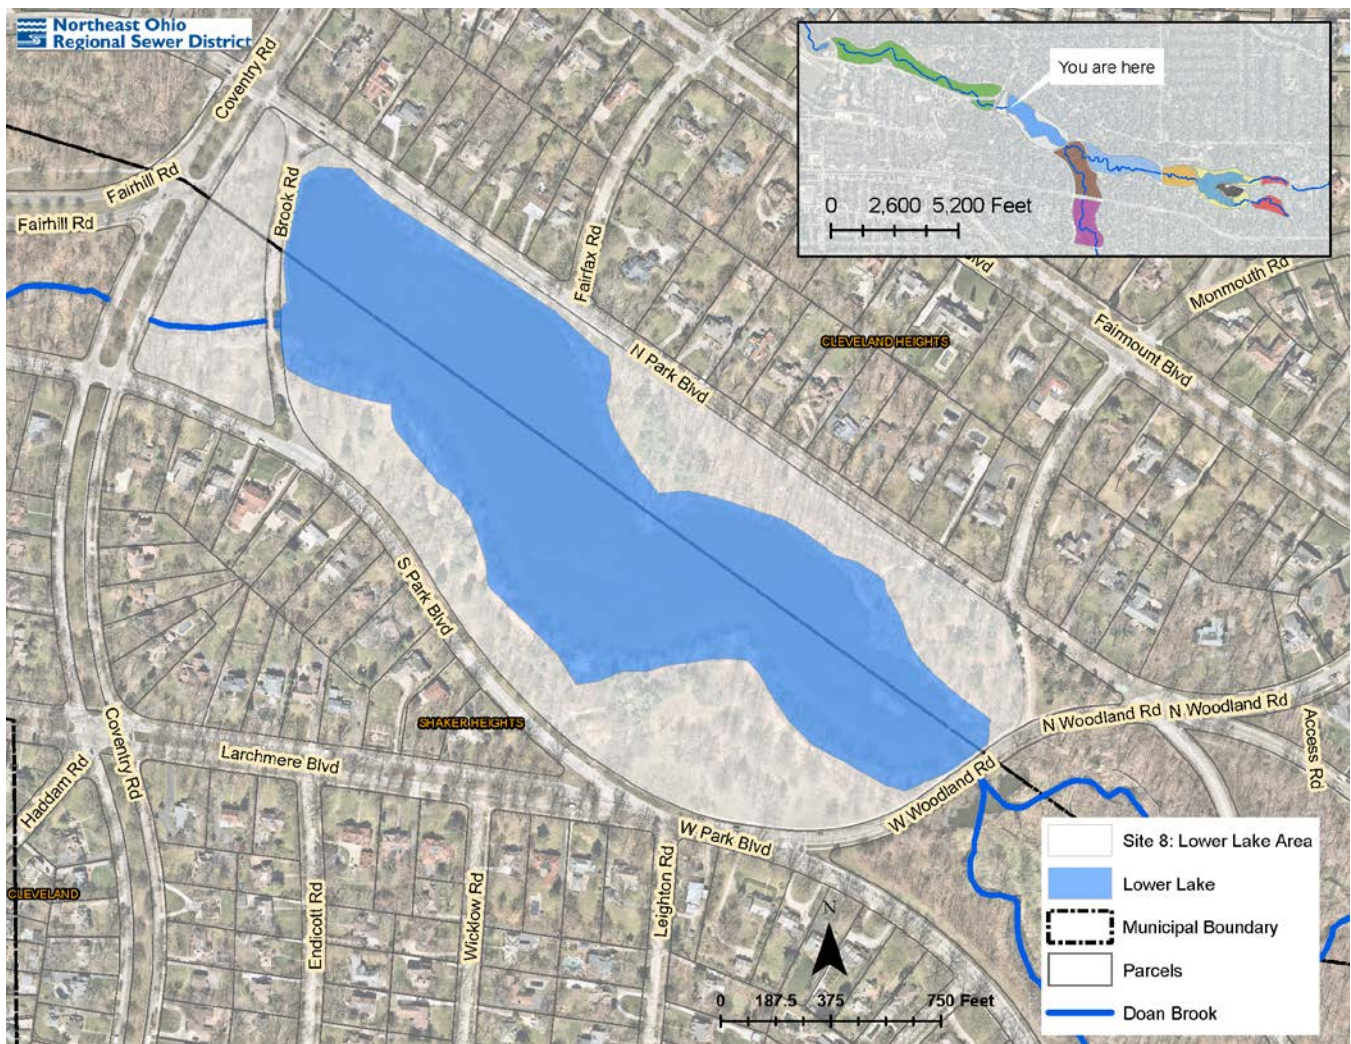 Northeast Ohio
Regional Sewer District
Coventry Rd
You are here
0 2,600 5,200 Feet
Fairhill Rd
Fairhill Rd
Brook Rd
Fairfax Rd
Blvd
Monmouth Rd
Fairmount Blvd
CLEVELAND HEIGHTS
N Park Blvd
S Park Blvd
SHAKER HEIGHTS
N Woodland Rd
N Woodland Rd
Access Rd
Coventry Rd
Larchmere Blvd
Haddam Rd
W Woodland Rd
W Park Blvd
Leighton Rd
Wicklow Rd
Endicott Rd
CLEVELAND
N
0 187.5 375 750 Feet
Site 8: Lower Lake Area
Lower Lake
Municipal Boundary
Parcels
Doan Brook